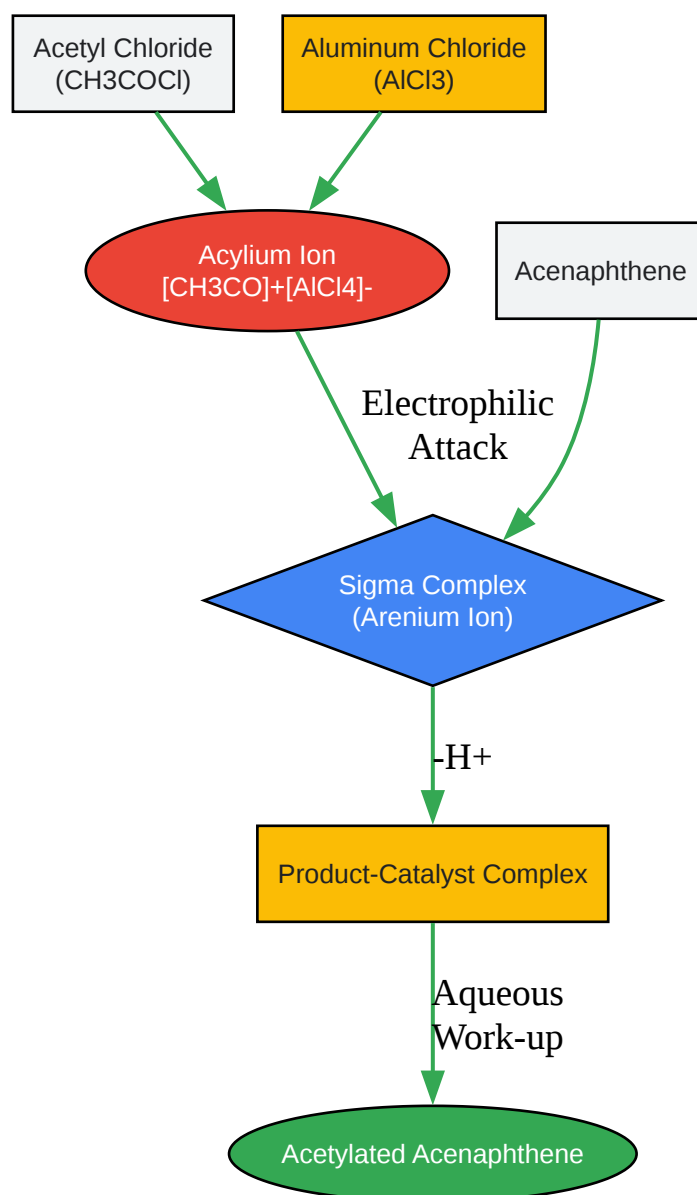 Acetyl Chloride
(CH3COCl)
Aluminum Chloride
(AlCl3)
Acylium Ion
[CH3CO]+[AlCl4]-
Acenaphthene
Electrophilic
Attack
Sigma Complex
(Arenium Ion)
-H+
Product-Catalyst Complex
Aqueous
Work-up
Acetylated Acenaphthene